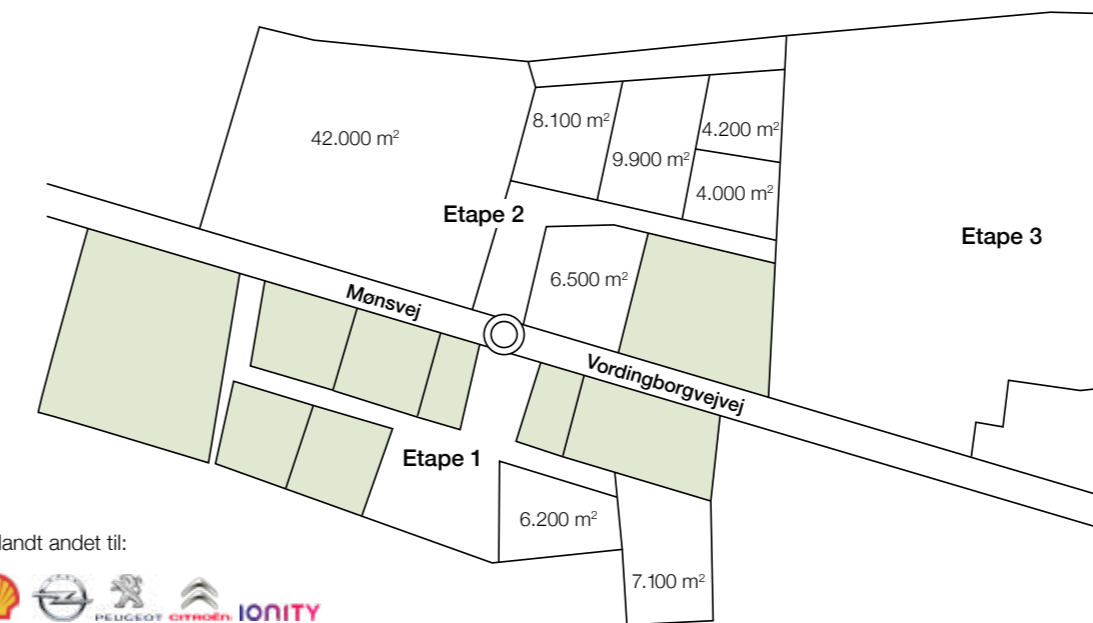 42.000 m²
8.100 m²
9.900 m²
4.200 m²
4.000 m²
Etape 2
Etape 3
6.500 m²
Mønsvej
Vordingborgvejvej
Etape 1
6.200 m²
7.100 m²
landt andet til:
PEUGEOT CITROËN IONITY